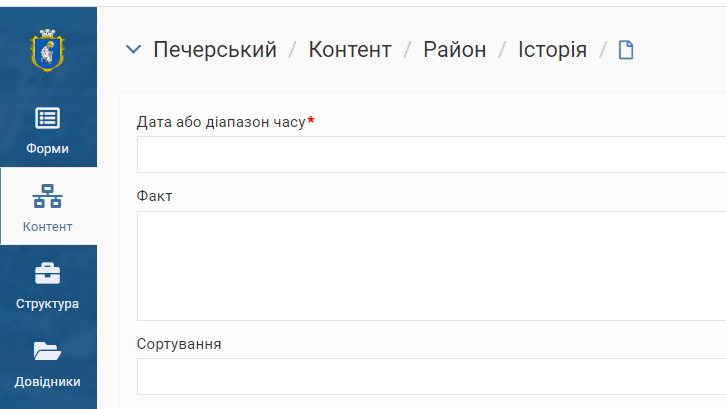 Печерський / Контент / Район / Історія /
Форми
Контент
Структура
Довідники
Дата або діапазон часу*
Факт
Сортування